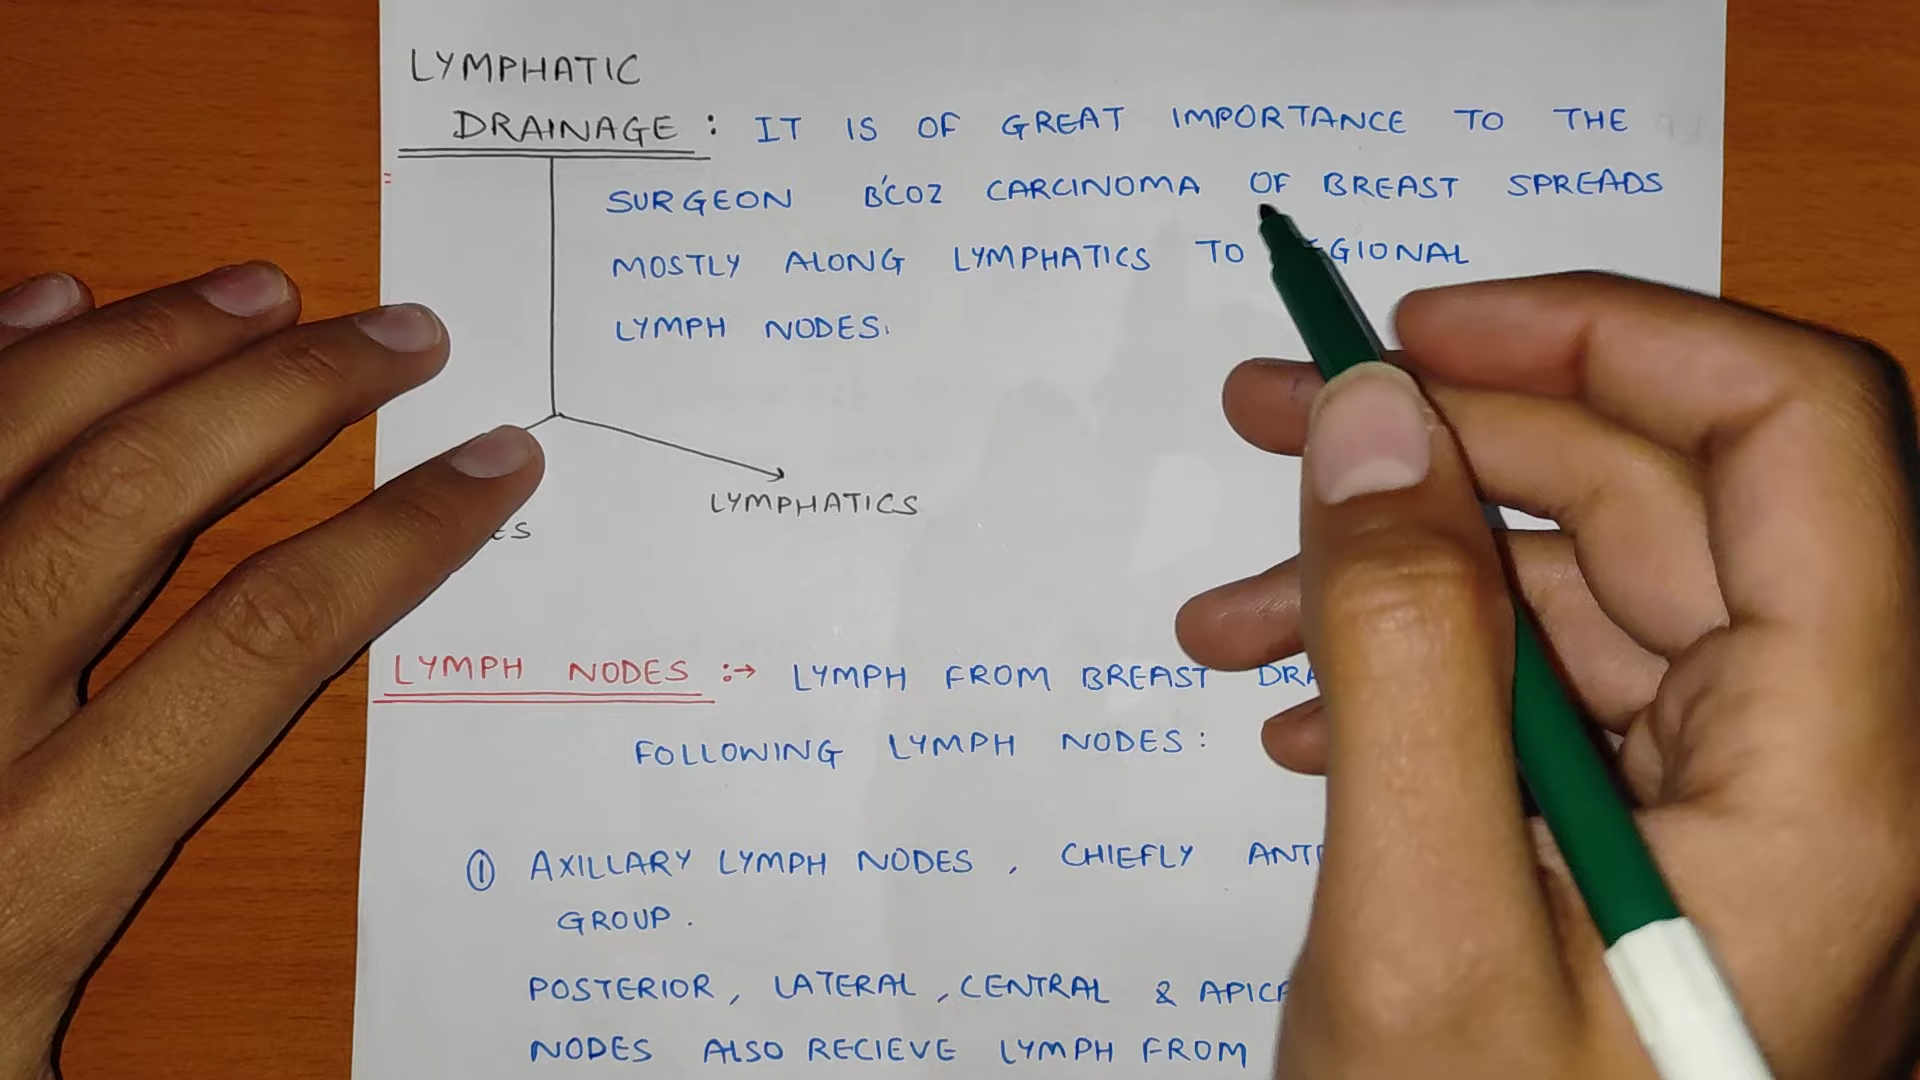 LYMPHATIC
DRAINAGE : IT IS OF GREAT IMPORTANCE TO THE
SURGEON B'COZ CARCINOMA OF BREAST SPREADS
MOSTLY ALONG LYMPHATICS TO
LYMPH NODES.
LYMPHATICS
LYMPH NODES :→ LYMPH FROM BREAST
FOLLOWING LYMPH NODES :
① AXILLARY LYMPH NODES , CHIEFLY
GROUP .
POSTERIOR , LATERAL , CENTRAL &
NODES ALSO RECIEVE LYMPH FROM